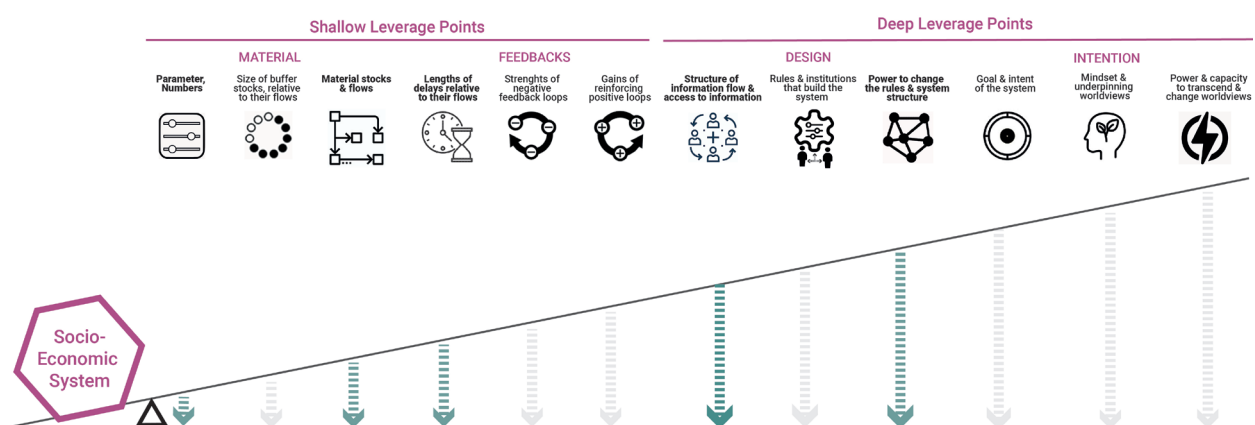 Shallow Leverage Points
Deep Leverage Points
MATERIAL
FEEDBACKS
DESIGN
INTENTION
Parameter,
Numbers
Size of buffer
stocks, relative
to their flows
Material stocks
& flows
Lengths of
delays relative
to their flows
Strenghts of
negative
feedback loops
Gains of
reinforcing
positive loops
Structure of
information flow &
access to information
Rules & institutions
that build the
system
Power to change
the rules & system
structure
Goal & intent
of the system
Mindset &
underpinning
worldviews
Power & capacity
to transcend &
change worldviews
Socio-
Economic
System